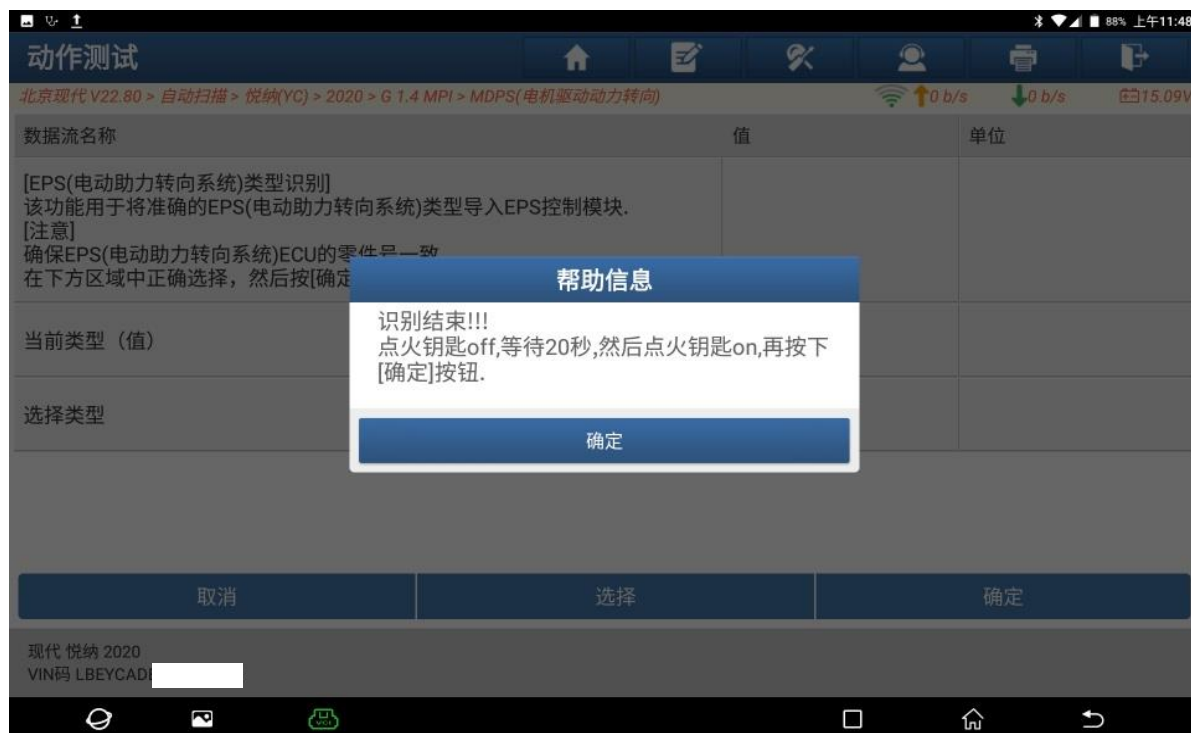 88% 上午11:48
动作测试
北京现代 V22.80 > 自动扫描 > 悦纳(YC) > 2020 > G 1.4 MPI > MDPS(电机驱动动力转向) 0 b/s 0 b/s 15.09V
数据流名称 值 单位
[EPS(电动助力转向系统)类型识别]
该功能用于将准确的EPS(电动助力转向系统)类型导入EPS控制模块.
[注意]
确保EPS(电动助力转向系统)ECU的零件号一致
在下方区域中正确选择，然后按[确定
帮助信息
识别结束!!!
点火钥匙off,等待20秒,然后点火钥匙on,再按下
[确定]按钮.
确定
当前类型（值）
选择类型
取消 选择 确定
现代 悦纳 2020
VIN码 LBEYCAD
VCI